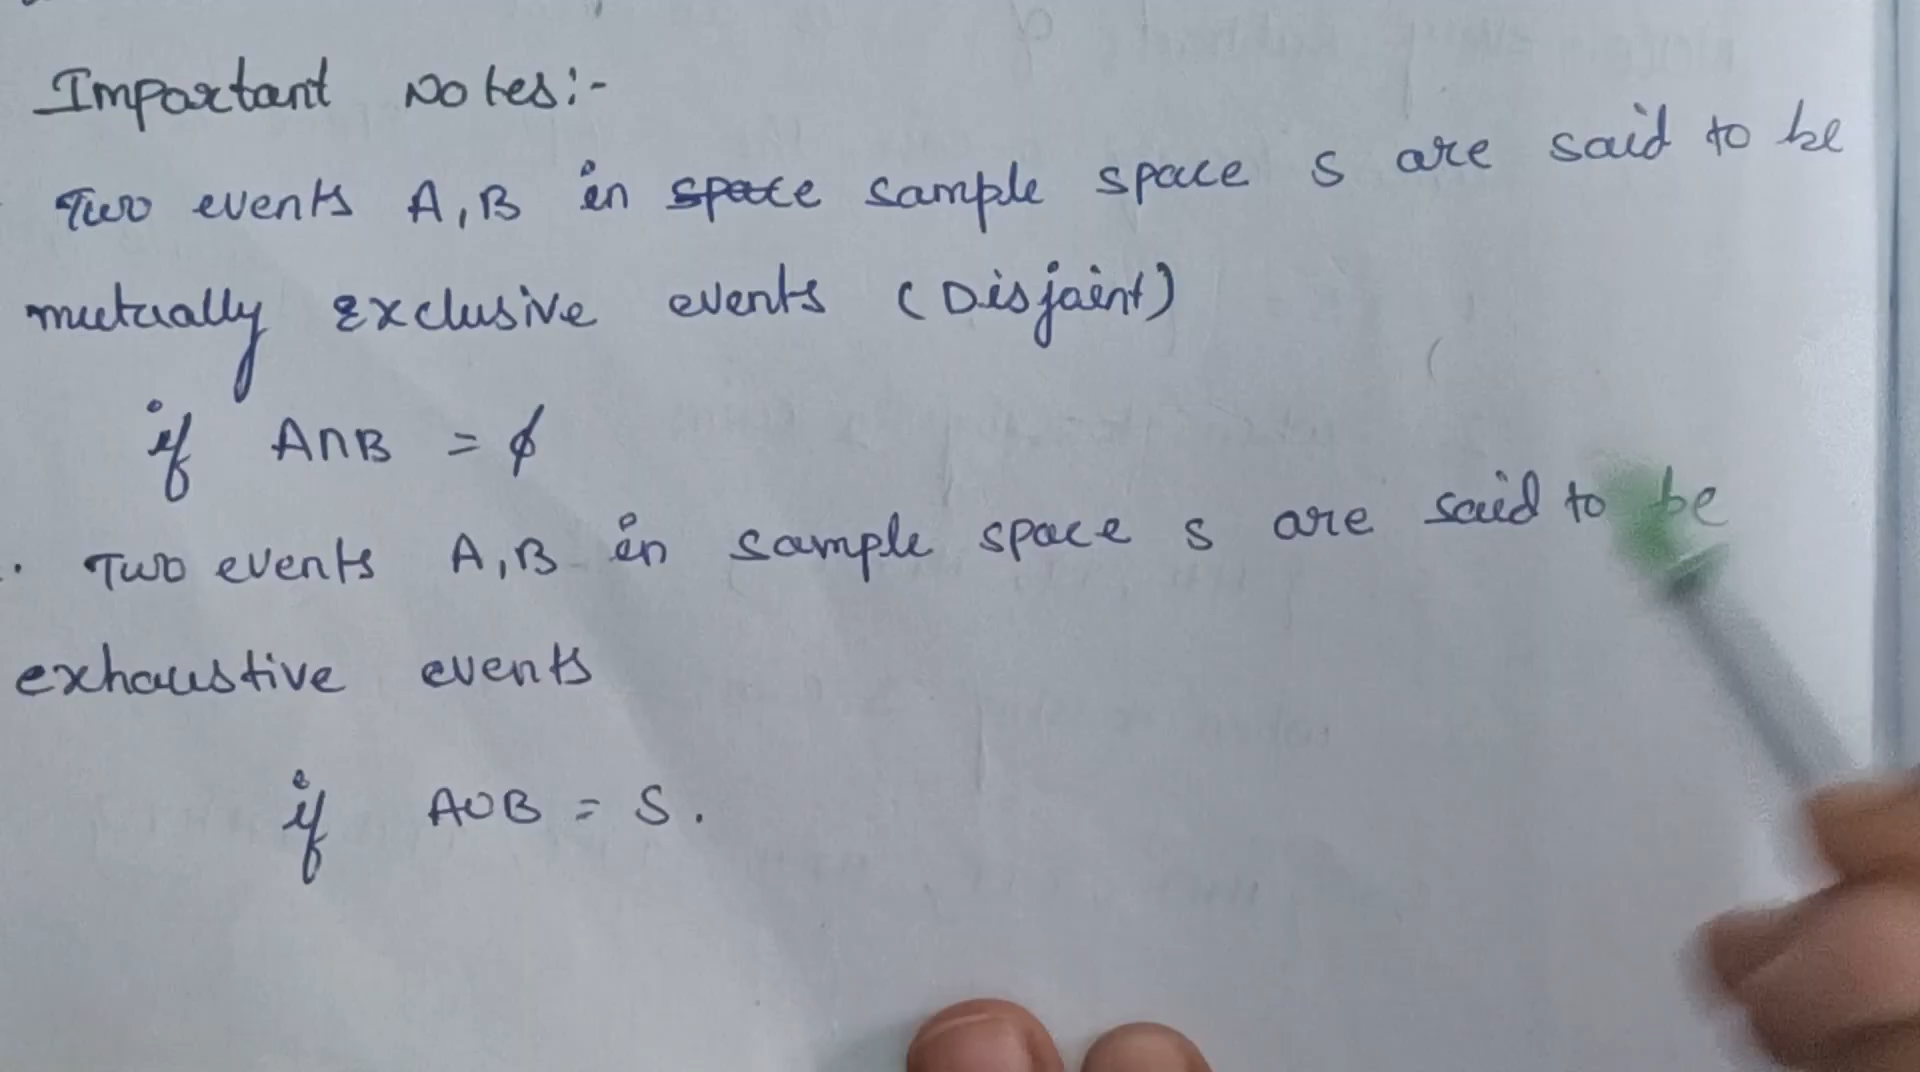 Important Notes:-
Two events A, B in space sample space S are said to be
mutually exclusive events (Disjoint)
if A∩B = ϕ
. Two events A, B in sample space S are said to be
exhaustive events
if A∪B = S.